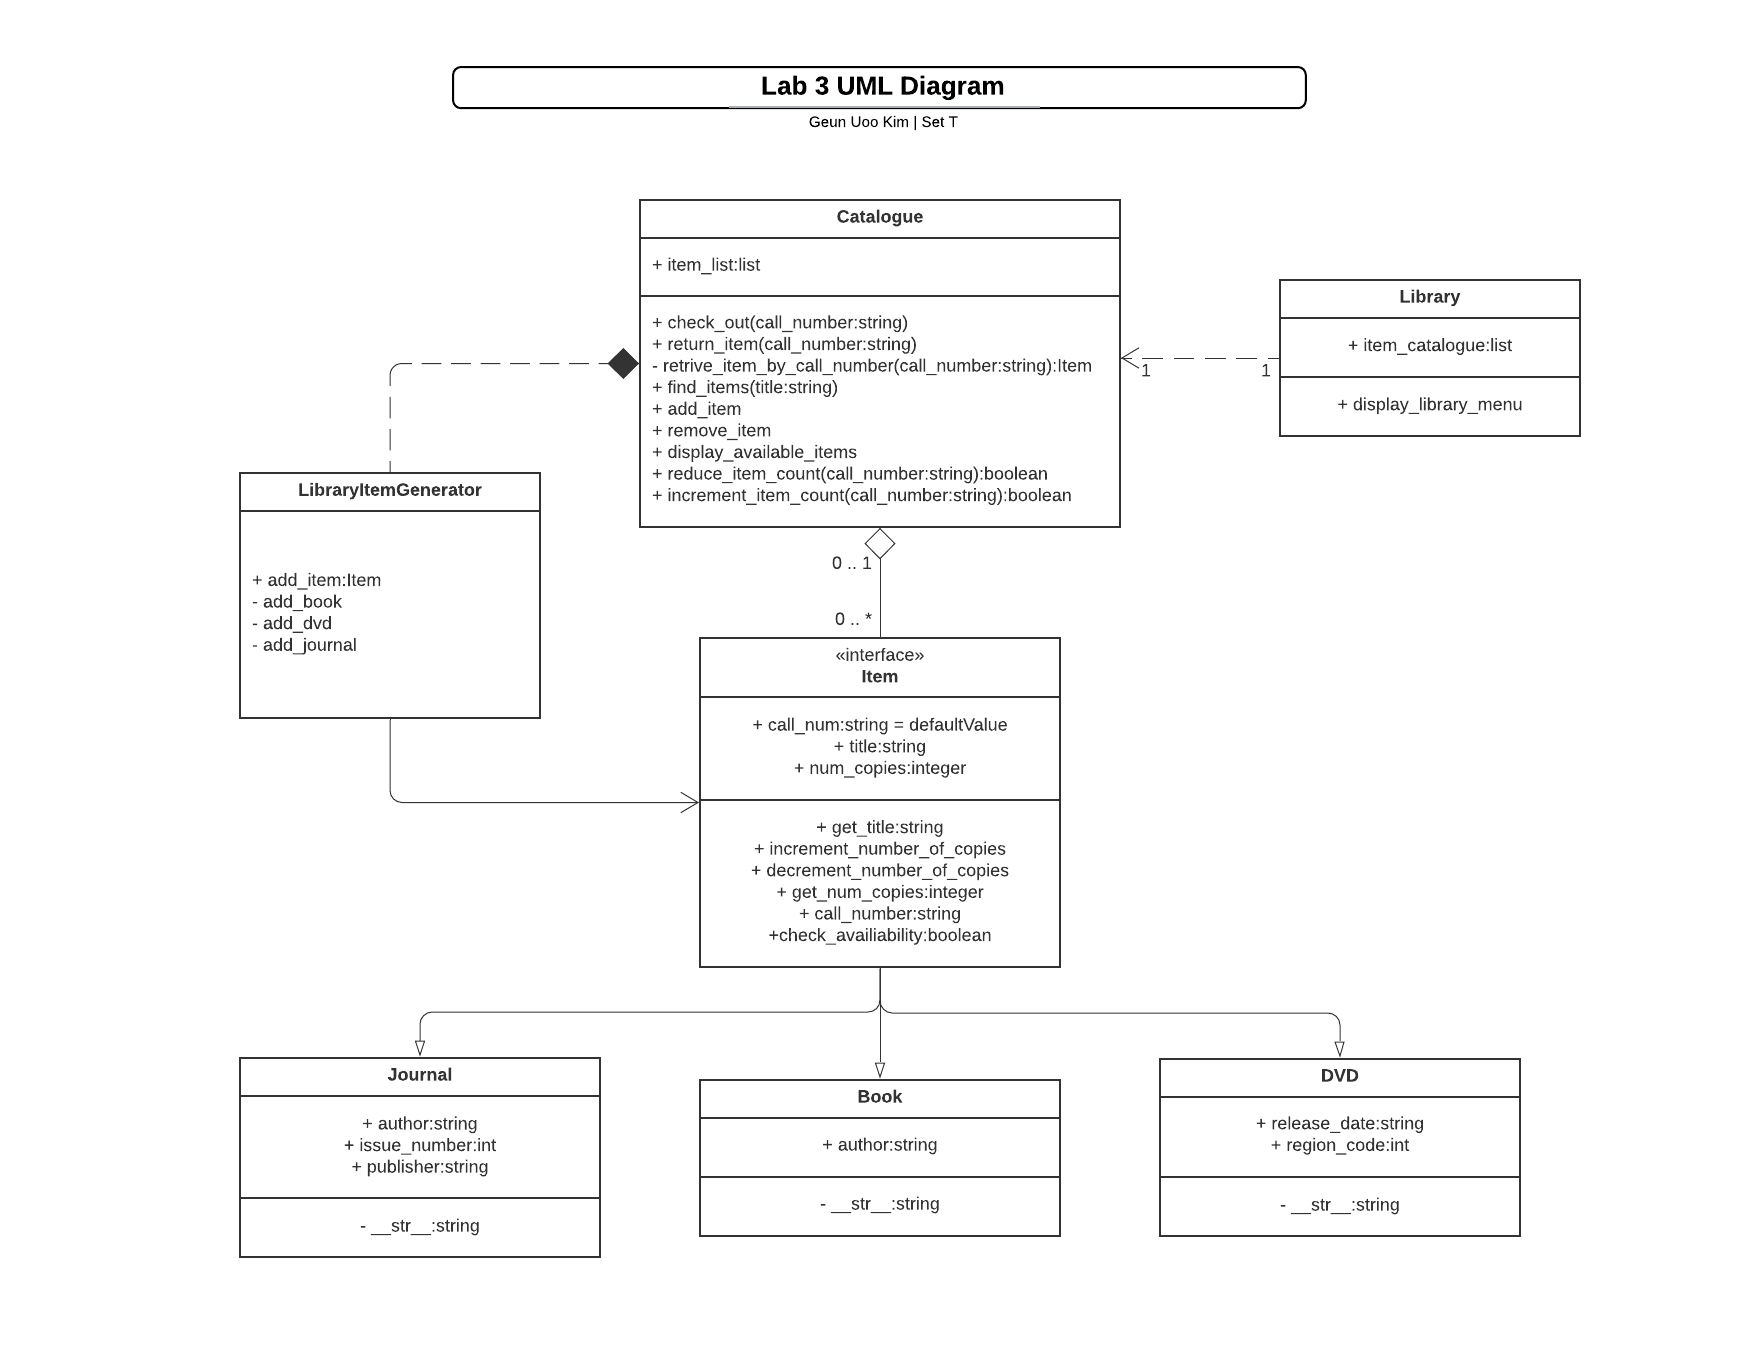 Lab 3 UML Diagram
Geun Uoo Kim | Set T
Catalogue
+ item_list:list
+ check_out(call_number:string)
+ return_item(call_number:string)
- retrive_item_by_call_number(call_number:string):Item
+ find_items(title:string)
+ add_item
+ remove_item
+ display_available_items
+ reduce_item_count(call_number:string):boolean
+ increment_item_count(call_number:string):boolean
Library
+ item_catalogue:list
+ display_library_menu
1
1
LibraryItemGenerator
+ add_item:Item
- add_book
- add_dvd
- add_journal
0 .. 1
0 .. *
«interface»
Item
+ call_num:string = defaultValue
+ title:string
+ num_copies:integer
+ get_title:string
+ increment_number_of_copies
+ decrement_number_of_copies
+ get_num_copies:integer
+ call_number:string
+check_availiability:boolean
Journal
+ author:string
+ issue_number:int
+ publisher:string
- __str__:string
Book
+ author:string
- __str__:string
DVD
+ release_date:string
+ region_code:int
- __str__:string